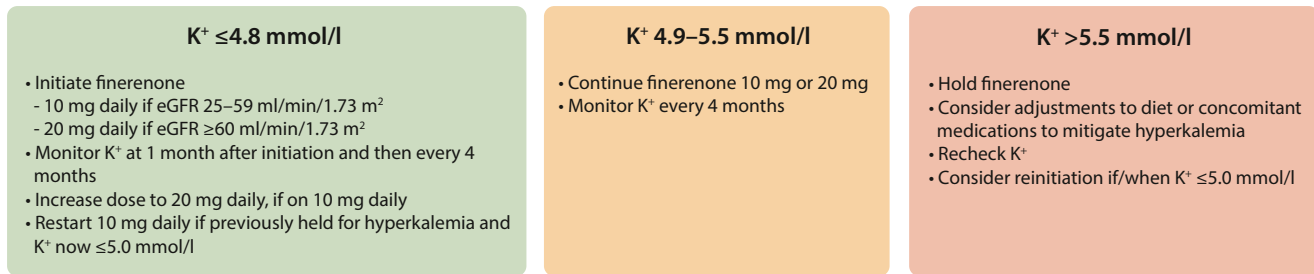 K⁺ ≤4.8 mmol/l
• Initiate finerenone
- 10 mg daily if eGFR 25–59 ml/min/1.73 m²
- 20 mg daily if eGFR ≥60 ml/min/1.73 m²
• Monitor K⁺ at 1 month after initiation and then every 4
months
• Increase dose to 20 mg daily, if on 10 mg daily
• Restart 10 mg daily if previously held for hyperkalemia and
K⁺ now ≤5.0 mmol/l
K⁺ 4.9–5.5 mmol/l
• Continue finerenone 10 mg or 20 mg
• Monitor K⁺ every 4 months
K⁺ >5.5 mmol/l
• Hold finerenone
• Consider adjustments to diet or concomitant
medications to mitigate hyperkalemia
• Recheck K⁺
• Consider reinitiation if/when K⁺ ≤5.0 mmol/l